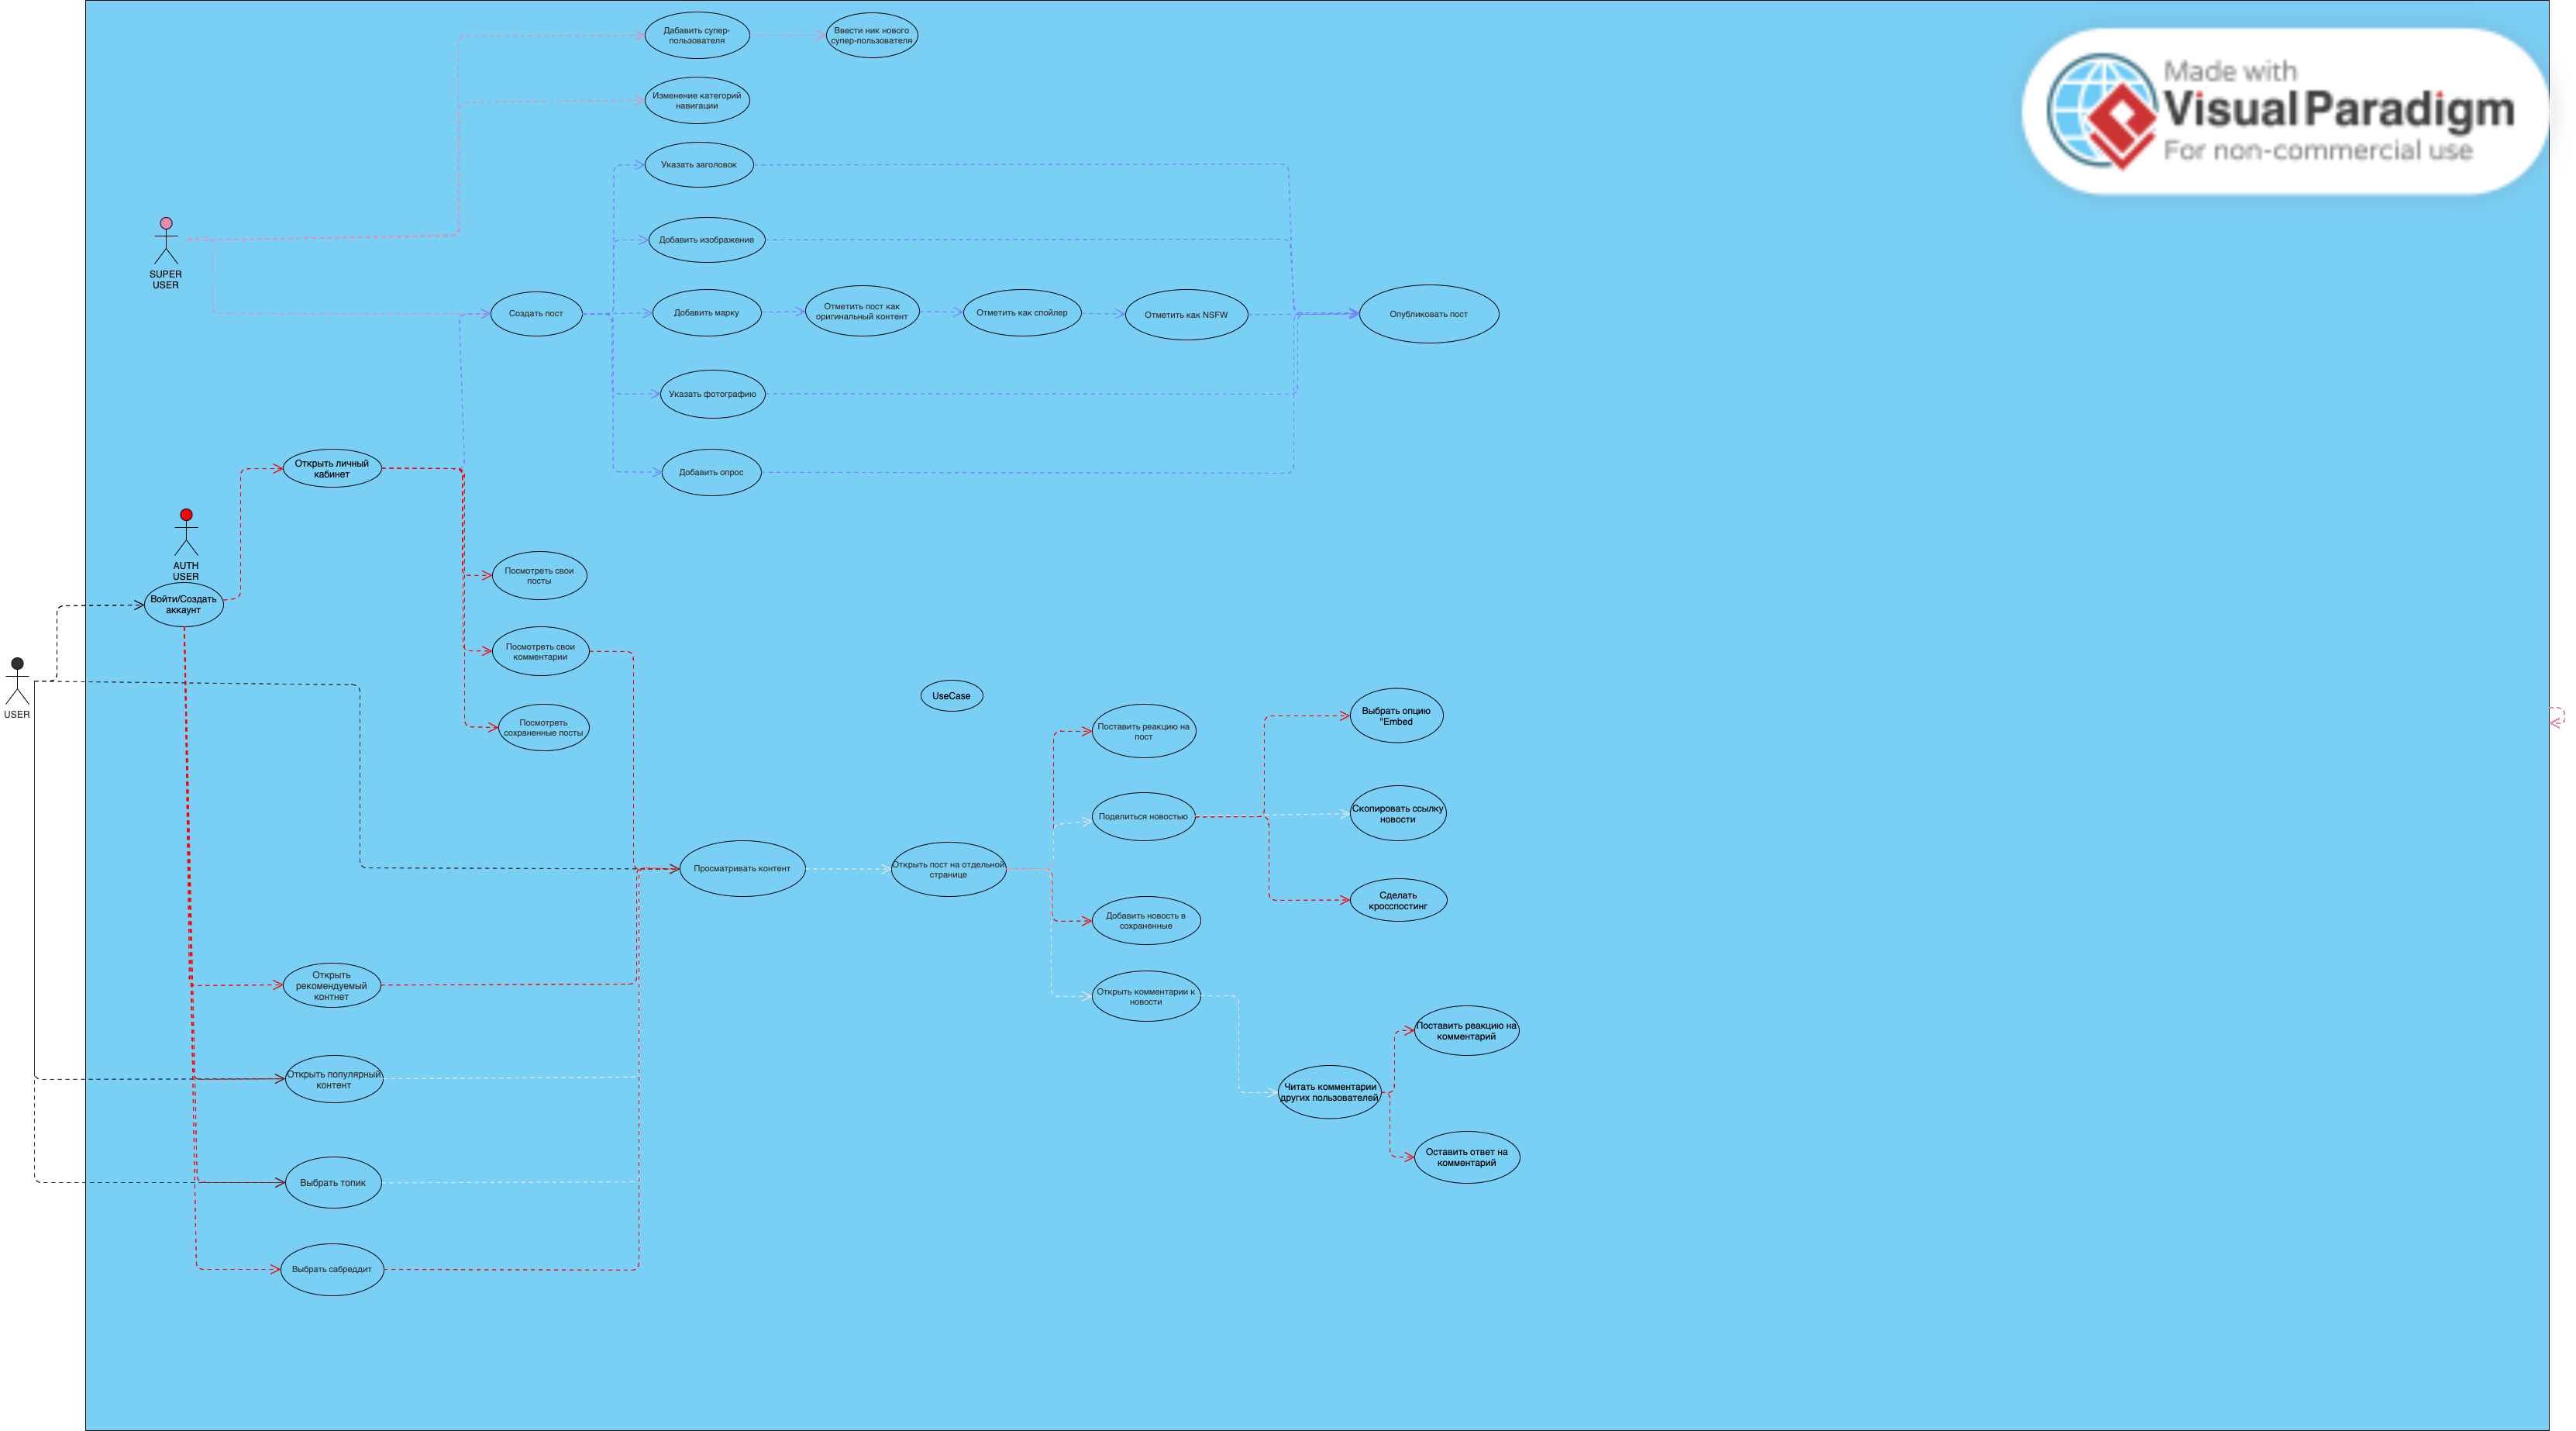 Дабавить супер-
пользователя
Ввести ник нового
супер-пользователя
Made with
Visual Paradigm
For non-commercial use
Изменение категорий
навигации
Указать заголовок
SUPER
USER
Добавить изображение
Создать пост
Добавить марку
Отметить пост как
оригинальный контент
Отметить как спойлер
Отметить как NSFW
Опубликовать пост
Указать фотографию
Открыть личный
кабинет
Добавить опрос
AUTH
USER
Войти/Создать
аккаунт
Посмотреть свои
посты
USER
Посмотреть свои
комментарии
Посмотреть
сохраненные посты
UseCase
Поставить реакцию на
пост
Выбрать опцию
"Embed
Поделиться новостью
Скопировать ссылку
новости
Просматривать контент
Открыть пост на отдельной
странице
Добавить новость в
сохраненные
Сделать
кросспостинг
Открыть
рекомендуемый
контнет
Открыть комментарии к
новости
Поставить реакцию на
комментарий
Открыть популярный
контент
Читать комментарии
других пользователей
Оставить ответ на
комментарий
Выбрать топик
Выбрать сабреддит